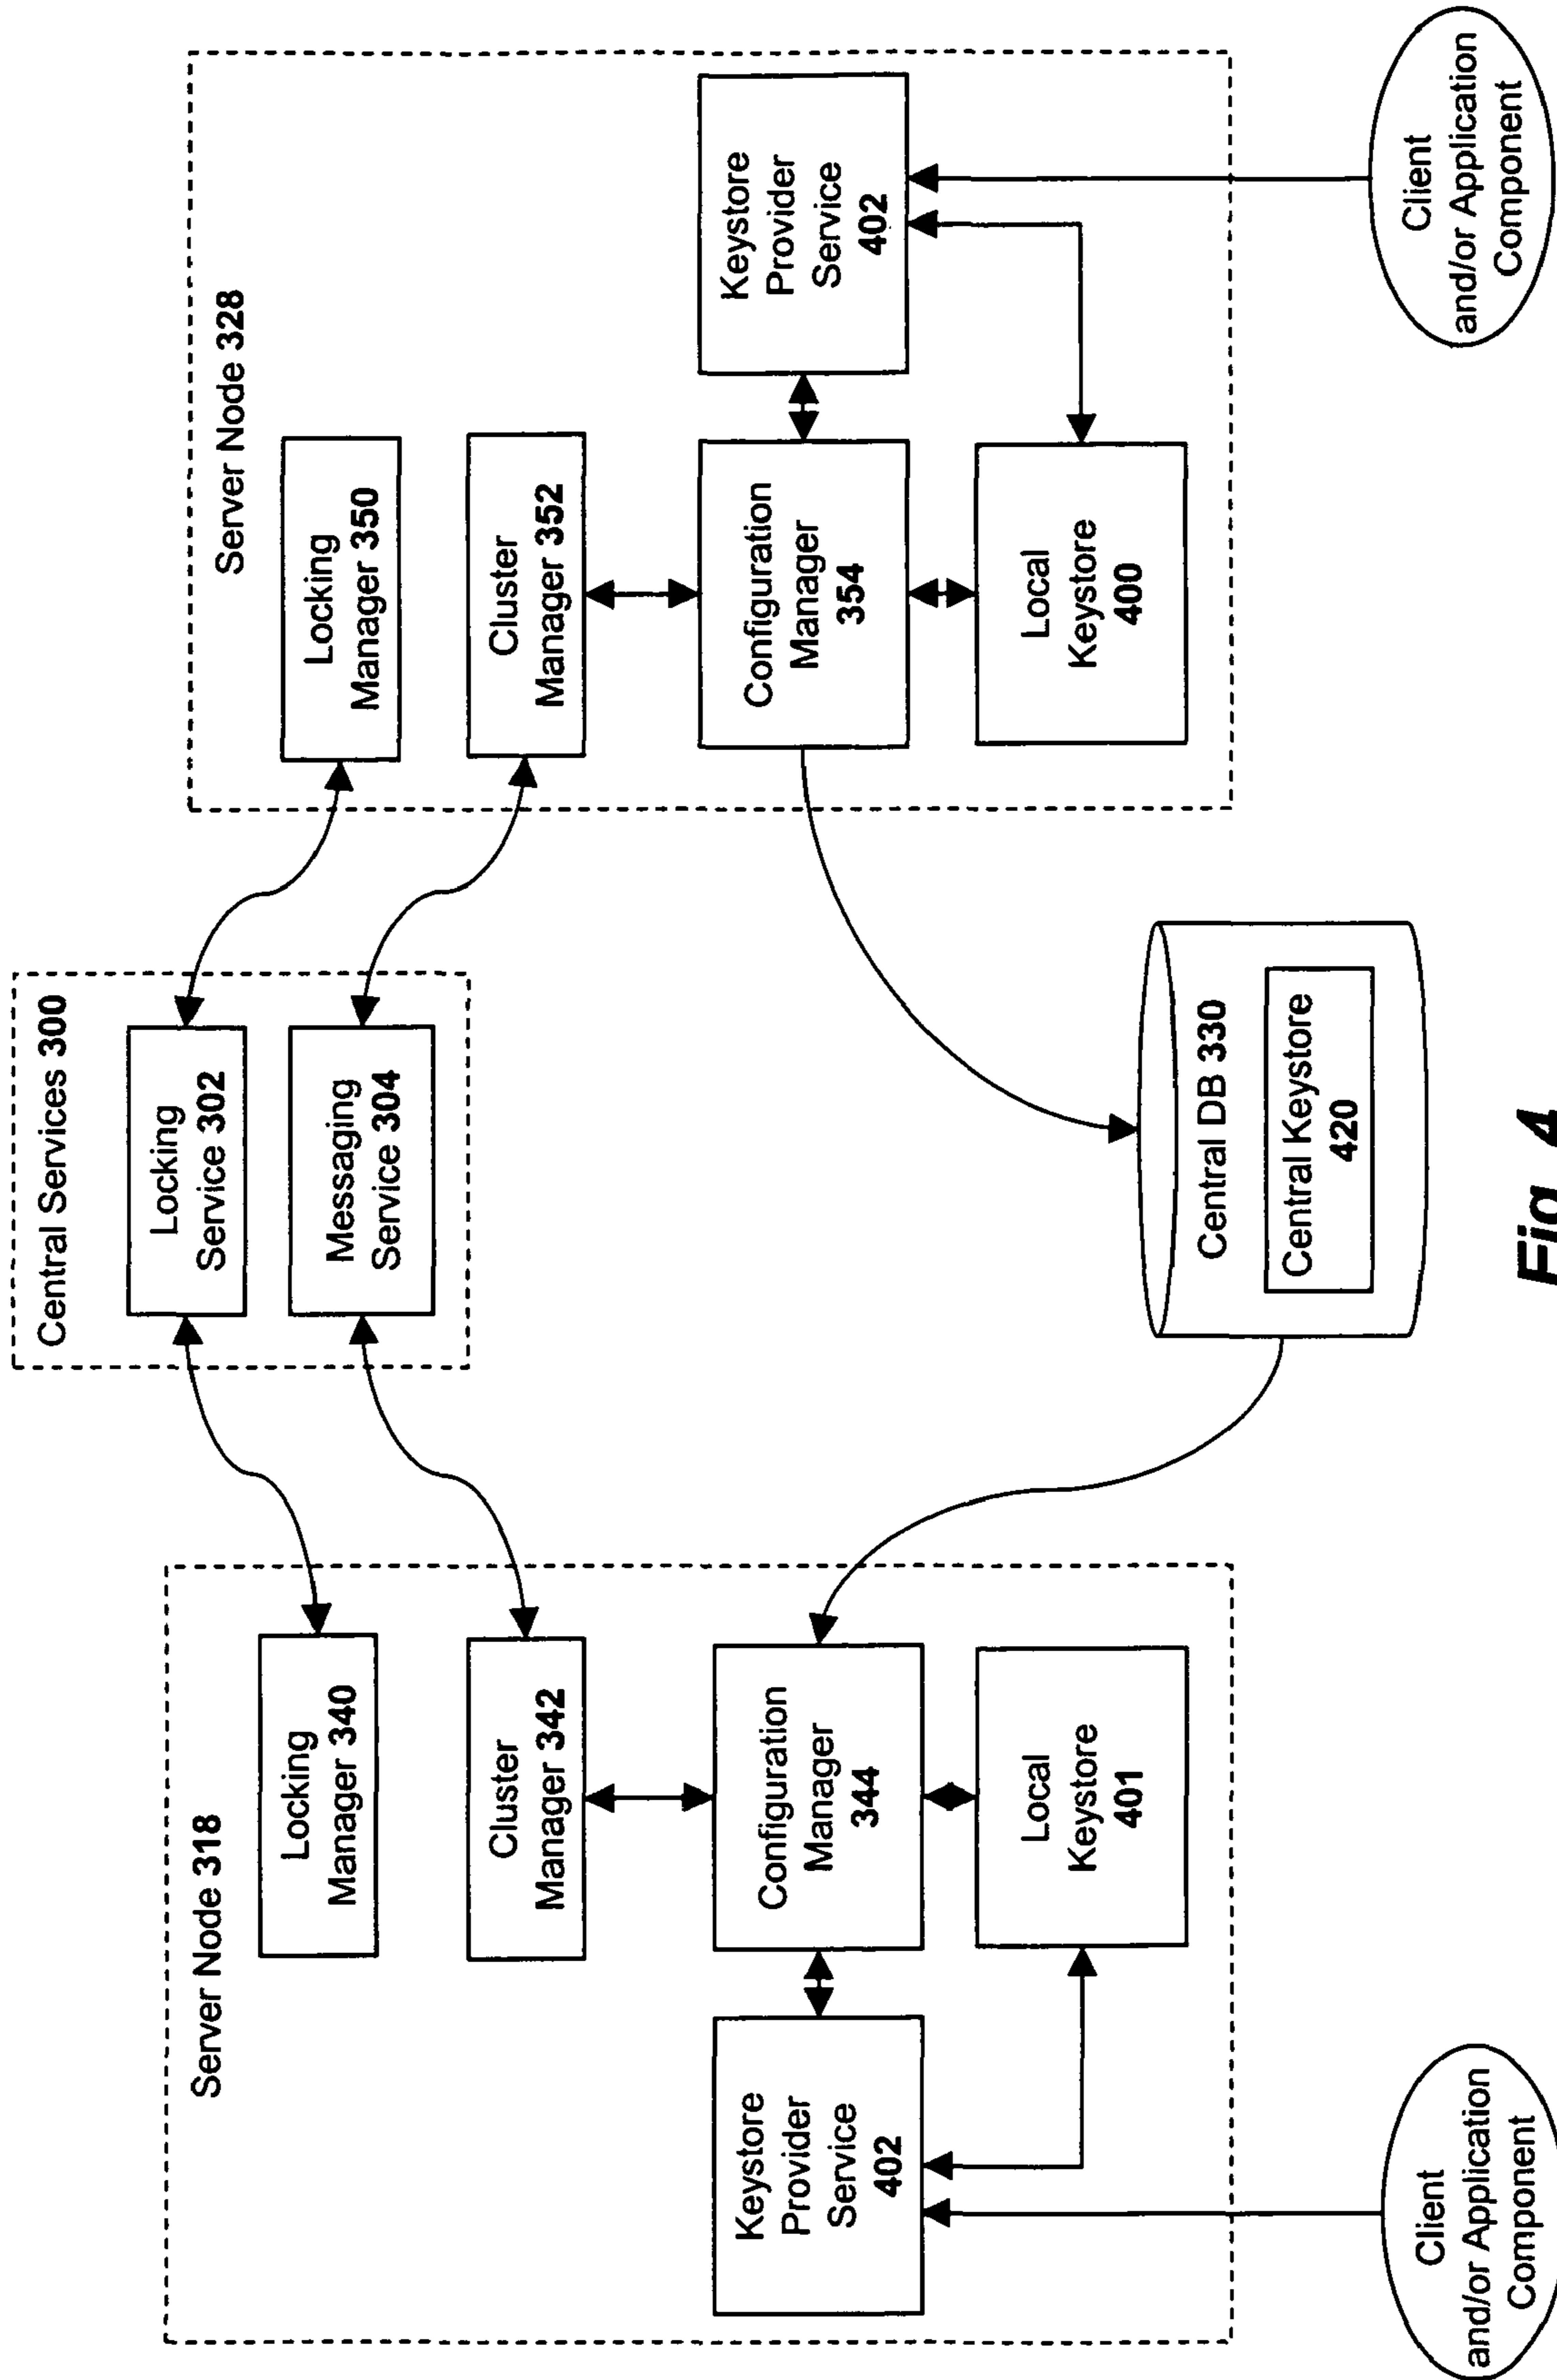 Central Services 300
Locking
Service 302
Messaging
Service 304
Server Node 318
Locking
Manager 340
Cluster
Manager 342
Configuration
Manager
344
Keystore
Provider
Service
402
Local
Keystore
401
Client
and/or Application
Component
Server Node 328
Locking
Manager 350
Cluster
Manager 352
Configuration
Manager
354
Keystore
Provider
Service
402
Local
Keystore
400
Client
and/or Application
Component
Central DB 330
Central Keystore
420
Fig. 4